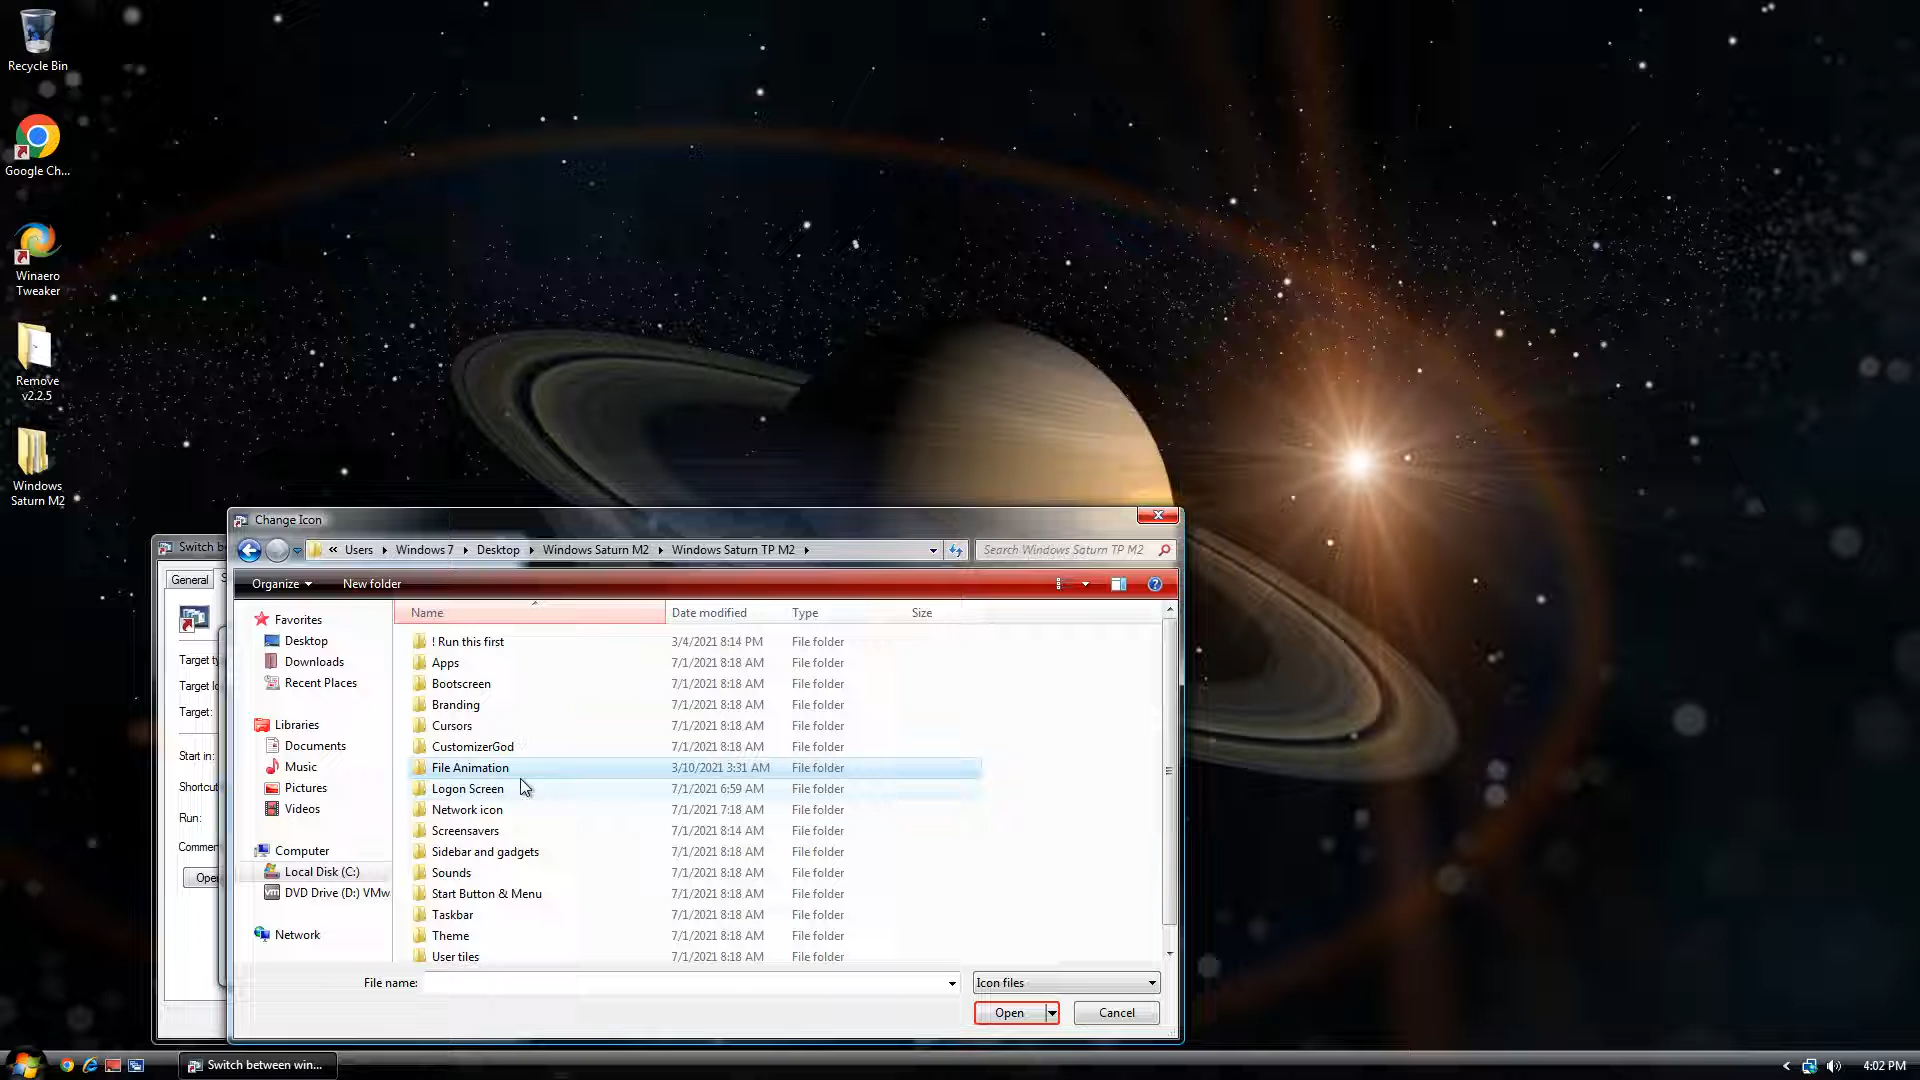 Recycle Bin
Google Ch...
Winaero
Tweaker
Remove
v2.2.5
Windows
Saturn M2
Switch b
General
Target ty
Target lo
Target:
Start in:
Shortcut
Run:
Commen
Open
Change Icon
« Users Windows 7 Desktop Windows Saturn M2 Windows Saturn TP M2
Search Windows Saturn TP M2
Organize New folder
Favorites
Desktop
Downloads
Recent Places
Libraries
Documents
Music
Pictures
Videos
Computer
Local Disk (C:)
DVD Drive (D:) VMw
Network
Name Date modified Type Size
! Run this first 3/4/2021 8:14 PM File folder
Apps 7/1/2021 8:18 AM File folder
Bootscreen 7/1/2021 8:18 AM File folder
Branding 7/1/2021 8:18 AM File folder
Cursors 7/1/2021 8:18 AM File folder
CustomizerGod 7/1/2021 8:18 AM File folder
File Animation 3/10/2021 3:31 AM File folder
Logon Screen 7/1/2021 6:59 AM File folder
Network icon 7/1/2021 7:18 AM File folder
Screensavers 7/1/2021 8:14 AM File folder
Sidebar and gadgets 7/1/2021 8:18 AM File folder
Sounds 7/1/2021 8:18 AM File folder
Start Button & Menu 7/1/2021 8:18 AM File folder
Taskbar 7/1/2021 8:18 AM File folder
Theme 7/1/2021 8:18 AM File folder
User tiles 7/1/2021 8:18 AM File folder
File name: Icon files
Open Cancel
Switch between win...
4:02 PM